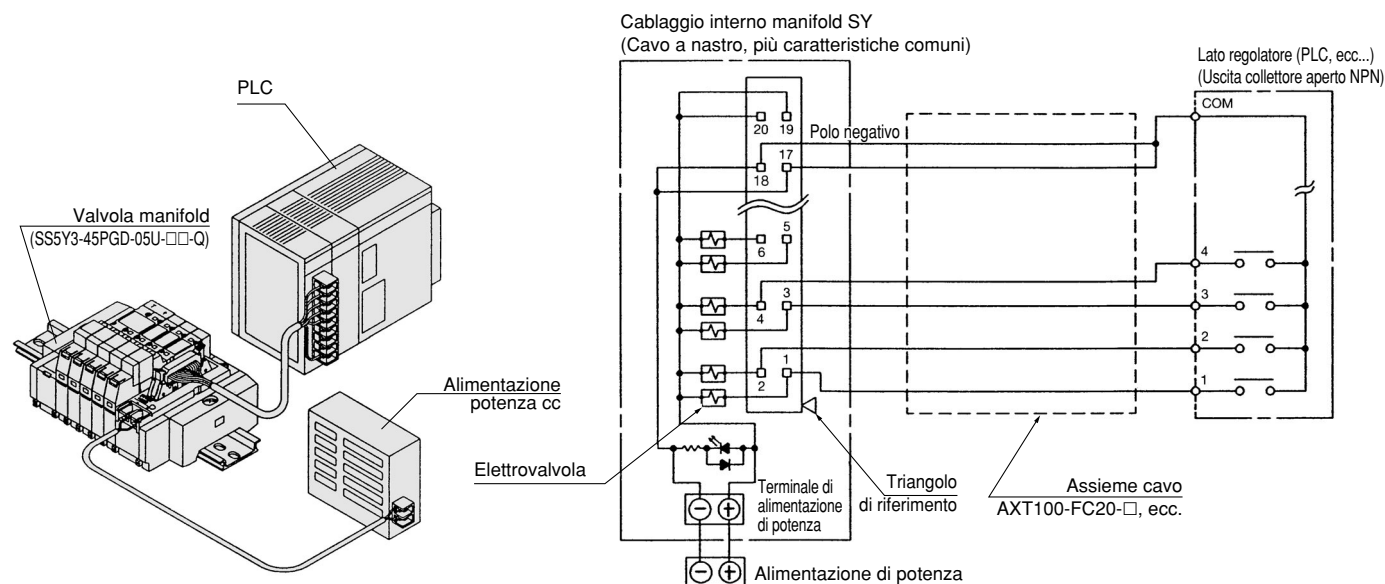 Cablaggio interno manifold SY
(Cavo a nastro, più caratteristiche comuni)
Lato regolatore (PLC, ecc...)
(Uscita collettore aperto NPN)
PLC
COM
20 19
Polo negativo
17
18
Valvola manifold
(SS5Y3-45PGD-05U-□□-Q)
5
6
4
3
3
4
2
1
2
1
Alimentazione
potenza cc
Elettrovalvola
Terminale di
alimentazione
di potenza
Triangolo
di riferimento
Assieme cavo
AXT100-FC20-□, ecc.
− +
− + Alimentazione di potenza